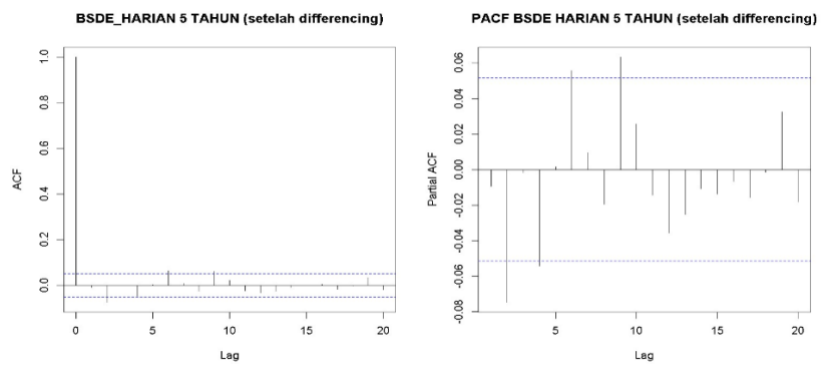 BSDE_HARIAN 5 TAHUN (setelah differencing)
ACF
1.0
0.8
0.6
0.4
0.2
0.0
0 5 10 15 20
Lag
PACF BSDE HARIAN 5 TAHUN (setelah differencing)
Partial ACF
0.06
0.04
0.02
0.00
-0.02
-0.04
-0.06
-0.08
5 10 15 20
Lag